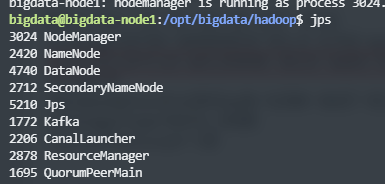 bigdata-node1: nodemanager is running as process 3024.
bigdata@bigdata-node1:/opt/bigdata/hadoop$ jps
3024 NodeManager
2420 NameNode
4740 DataNode
2712 SecondaryNameNode
5210 Jps
1772 Kafka
2206 CanalLauncher
2878 ResourceManager
1695 QuorumPeerMain